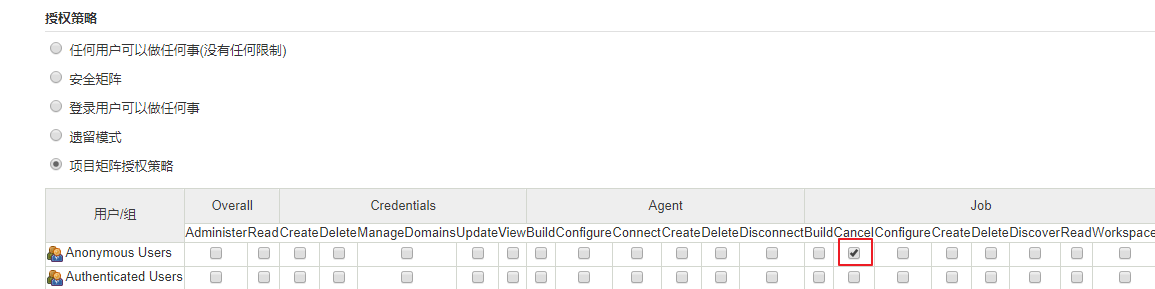 授权策略
任何用户可以做任何事(没有任何限制)
安全矩阵
登录用户可以做任何事
遗留模式
项目矩阵授权策略
用户/组 Overall Credentials Agent Job
Administer Read Create Delete ManageDomains Update View Build Configure Connect Create Delete Disconnect Build Cancel Configure Create Delete Discover Read Workspace
Anonymous Users
Authenticated Users